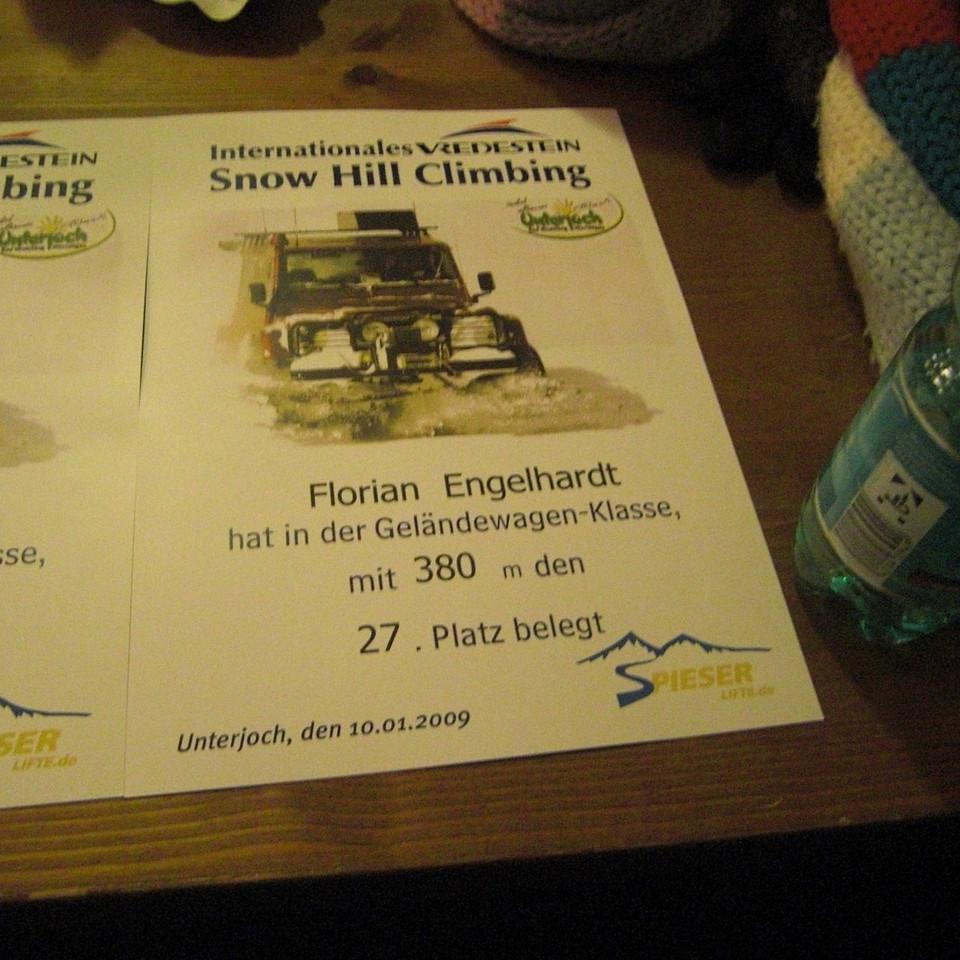 ESTEIN
bing
Unterjoch
sse,
SER
LIFTE.de
Internationales VREDESTEIN
Snow Hill Climbing
Unterjoch
Florian Engelhardt
hat in der Geländewagen-Klasse,
mit 380 m den
27 . Platz belegt
SPIESER
LIFTE.de
Unterjoch, den 10.01.2009